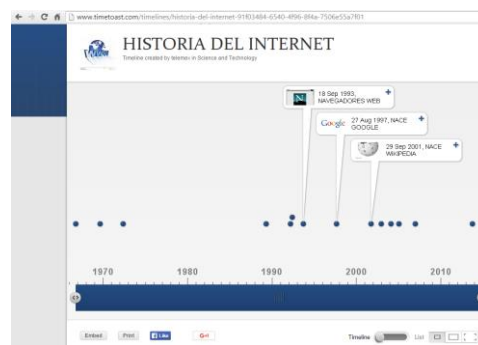 www.timetoast.com/timelines/historia-del-internet-91f03484-6540-4f96-8f4a-7506e55a7f01
HISTORIA DEL INTERNET
Timeline created by telemex in Science and Technology
18 Sep 1993,
NAVEGADORES WEB
Google
27 Aug 1997, NACE
GOOGLE
29 Sep 2001, NACE
WIKIPEDIA
1970
1980
1990
2000
2010
Embed
Print
Like
Timeline
List